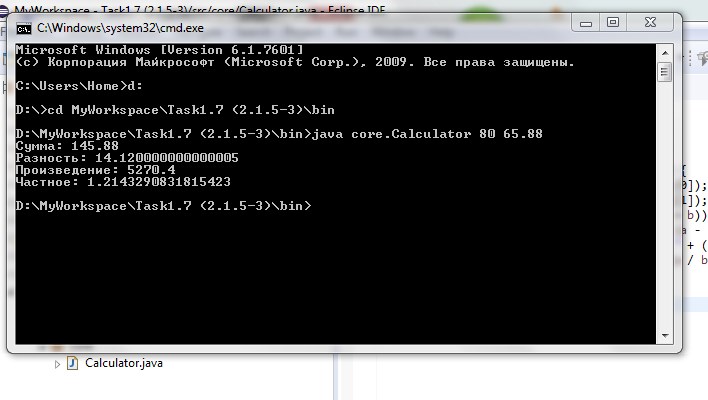 MyWorkspace - Task1.7 (2.1.5-3)/src/core/Calculator.java - Eclipse IDE
C:\Windows\system32\cmd.exe
Microsoft Windows [Version 6.1.7601]
(c) Корпорация Майкрософт (Microsoft Corp.), 2009. Все права защищены.
C:\Users\Home>d:
D:\>cd MyWorkspace\Task1.7 (2.1.5-3)\bin
D:\MyWorkspace\Task1.7 (2.1.5-3)\bin>java core.Calculator 80 65.88
Сумма: 145.88
Разность: 14.120000000000005
Произведение: 5270.4
Частное: 1.2143290831815423
D:\MyWorkspace\Task1.7 (2.1.5-3)\bin>
{
0]);
1]);
b))
a -
+ (
/ b
Calculator.java